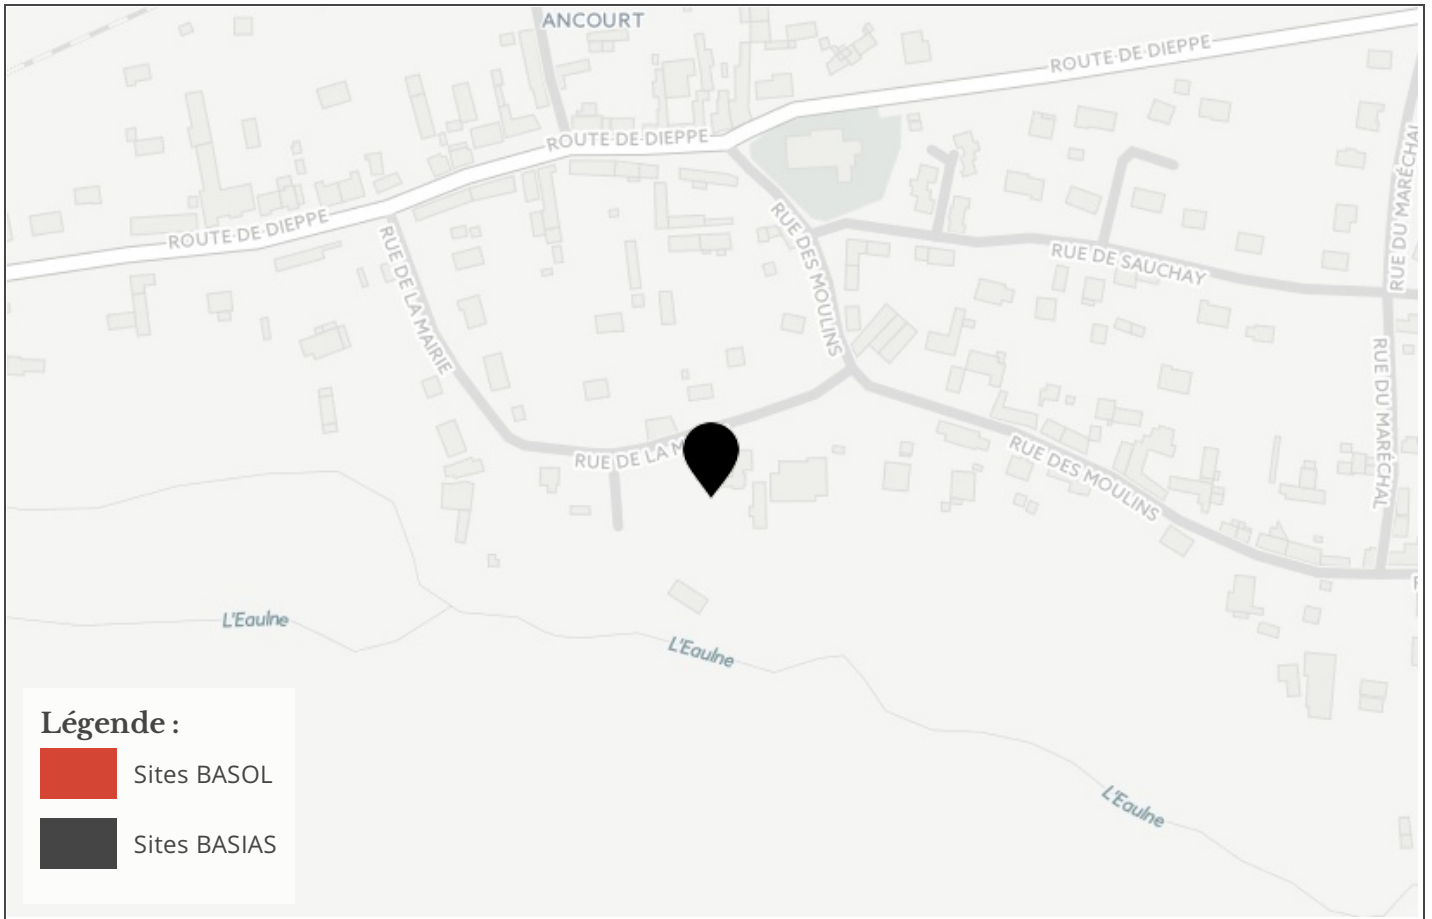 ANCOURT
ROUTE DE DIEPPE
ROUTE DE DIEPPE
ROUTE DE DIEPPE
RUE DU MARÉCHAL
RUE DES MOULINS
RUE DE LA MAIRIE
RUE DE SAUCHAY
RUE DU MARÉCHAL
RUE DE LA M
RUE DES MOULINS
L'Eaulne
L'Eaulne
L'Eaulne
Légende :
Sites BASOL
Sites BASIAS